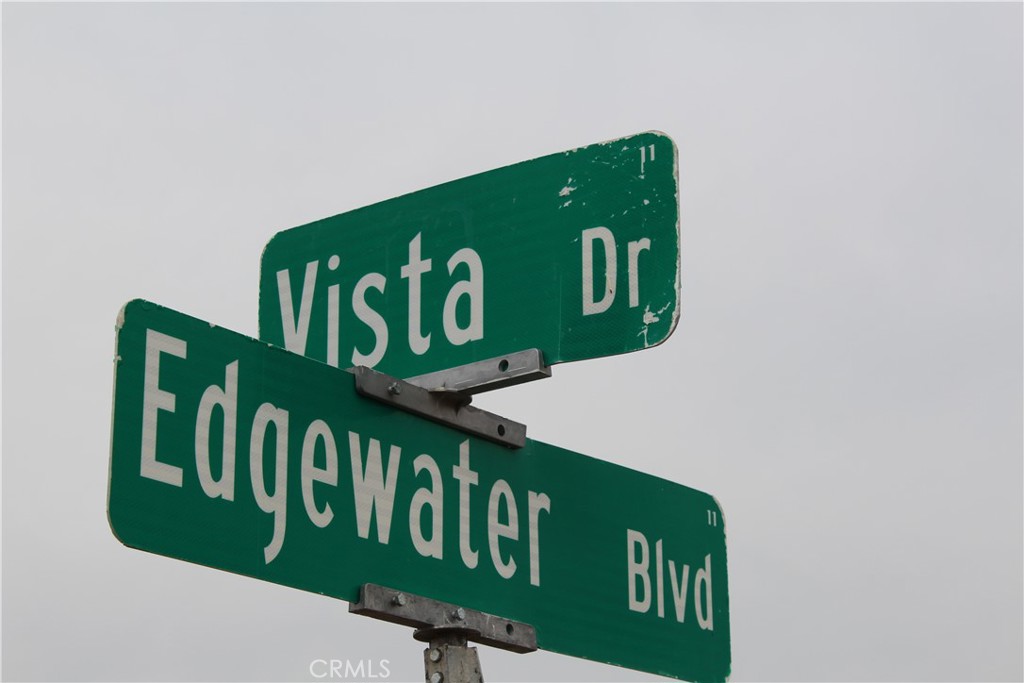 11
Vista Dr
11
Edgewater Blvd
CRMLS